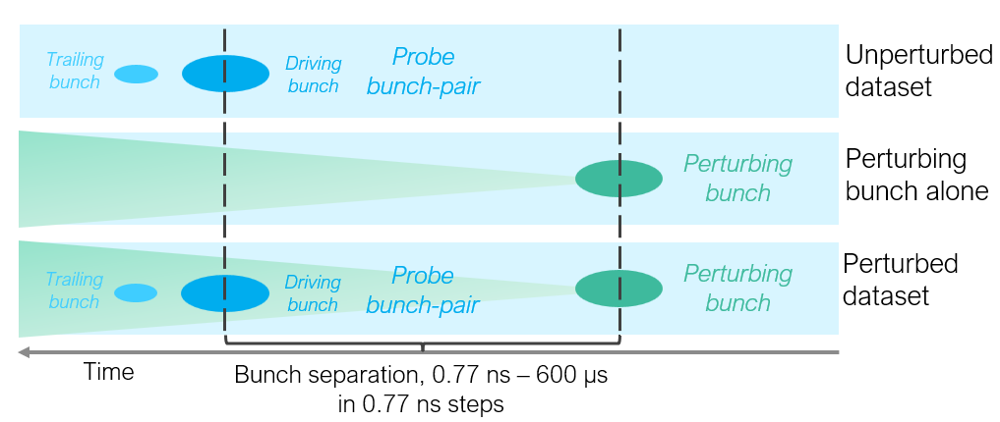 Trailing
bunch
Driving
bunch
Probe
bunch-pair
Unperturbed
dataset
Perturbing
bunch
Perturbing
bunch alone
Trailing
bunch
Driving
bunch
Probe
bunch-pair
Perturbing
bunch
Perturbed
dataset
Time
Bunch separation, 0.77 ns – 600 µs
in 0.77 ns steps